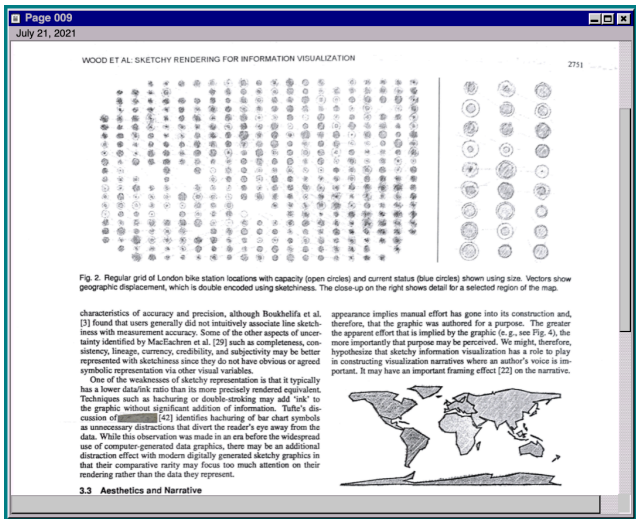 Page 009
July 21, 2021
WOOD ET AL: SKETCHY RENDERING FOR INFORMATION VISUALIZATION
2751
Fig. 2. Regular grid of London bike station locations with capacity (open circles) and current status (blue circles) shown using size. Vectors show
geographic displacement, which is double encoded using sketchiness. The close-up on the right shows detail for a selected region of the map.
characteristics of accuracy and precision, although Boukhelifa et al.
[3] found that users generally did not intuitively associate line sketch-
iness with measurement accuracy. Some of the other aspects of uncer-
tainty identified by MacEachren et al. [29] such as completeness, con-
sistency, lineage, currency, credibility, and subjectivity may be better
represented with sketchiness since they do not have obvious or agreed
symbolic representation via other visual variables.
One of the weaknesses of sketchy representation is that it typically
has a lower data/ink ratio than its more precisely rendered equivalent.
Techniques such as hachuring or double-stroking may add 'ink' to
the graphic without significant addition of information. Tufte's dis-
cussion of [42] identifies hachuring of bar chart symbols
as unnecessary distractions that divert the reader's eye away from the
data. While this observation was made in an era before the widespread
use of computer-generated data graphics, there may be an additional
distraction effect with modern digitally generated sketchy graphics in
that their comparative rarity may focus too much attention on their
rendering rather than the data they represent.
3.3 Aesthetics and Narrative
appearance implies manual effort has gone into its construction and,
therefore, that the graphic was authored for a purpose. The greater
the apparent effort that is implied by the graphic (e.g., see Fig. 4), the
more importantly that purpose may be perceived. We might, therefore,
hypothesize that sketchy information visualization has a role to play
in constructing visualization narratives where an author's voice is im-
portant. It may have an important framing effect [22] on the narrative.